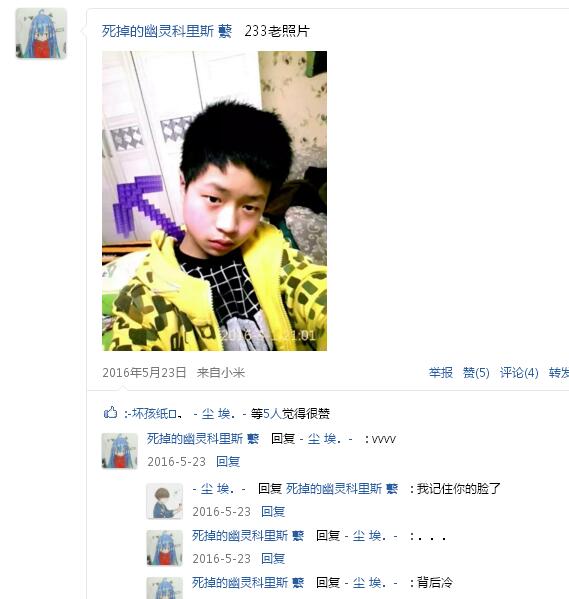 死掉的幽灵科里斯 虋 233老照片
2016-5-1 21:01
2016年5月23日 来自小米
举报 赞(5) 评论(4) 转发
:-坏孩纸□。 - 尘 埃. - 等5人觉得很赞
死掉的幽灵科里斯 虋 回复 - 尘 埃. - : vvvv
2016-5-23 回复
- 尘 埃. - 回复 死掉的幽灵科里斯 虋 : 我记住你的脸了
2016-5-23 回复
死掉的幽灵科里斯 虋 回复 - 尘 埃. - : . . .
2016-5-23 回复
死掉的幽灵科里斯 虋 回复 - 尘 埃. - : 背后冷